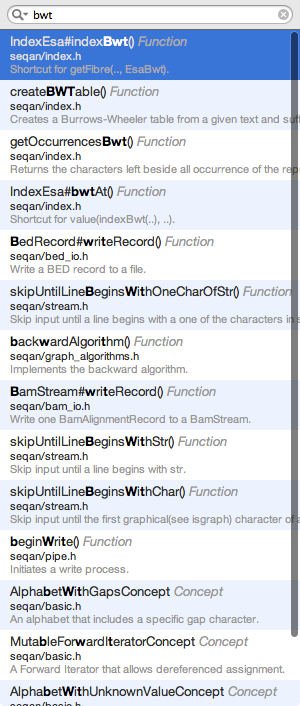 bwt
IndexEsa#indexBwt() Function
seqan/index.h
Shortcut for getFibre(.., EsaBwt).
createBWTable() Function
seqan/index.h
Creates a Burrows-Wheeler table from a given text and
getOccurrencesBwt() Function
seqan/index.h
Returns the characters left beside all occurrence of the
IndexEsa#bwtAt() Function
seqan/index.h
Shortcut for value(indexBwt(..), ..).
BedRecord#writeRecord() Function
seqan/bed_io.h
Write a BED record to a file.
skipUntilLineBeginsWithOneCharOfStr() Function
seqan/stream.h
Skip input until a line begins with a one of the characters in
backwardAlgorithm() Function
seqan/graph_algorithms.h
Implements the backward algorithm.
BamStream#writeRecord() Function
seqan/bam_io.h
Write one BamAlignmentRecord to a BamStream.
skipUntilLineBeginsWithStr() Function
seqan/stream.h
Skip input until a line begins with str.
skipUntilLineBeginsWithChar() Function
seqan/stream.h
Skip input until the first graphical(see isgraph) character of
beginWrite() Function
seqan/pipe.h
Initiates a write process.
AlphabetWithGapsConcept Concept
seqan/basic.h
An alphabet that includes a specific gap character.
MutableForwardIteratorConcept Concept
seqan/basic.h
A Forward Iterator that allows dereferenced assignment.
AlphabetWithUnknownValueConcept Concept
seqan/basic.h